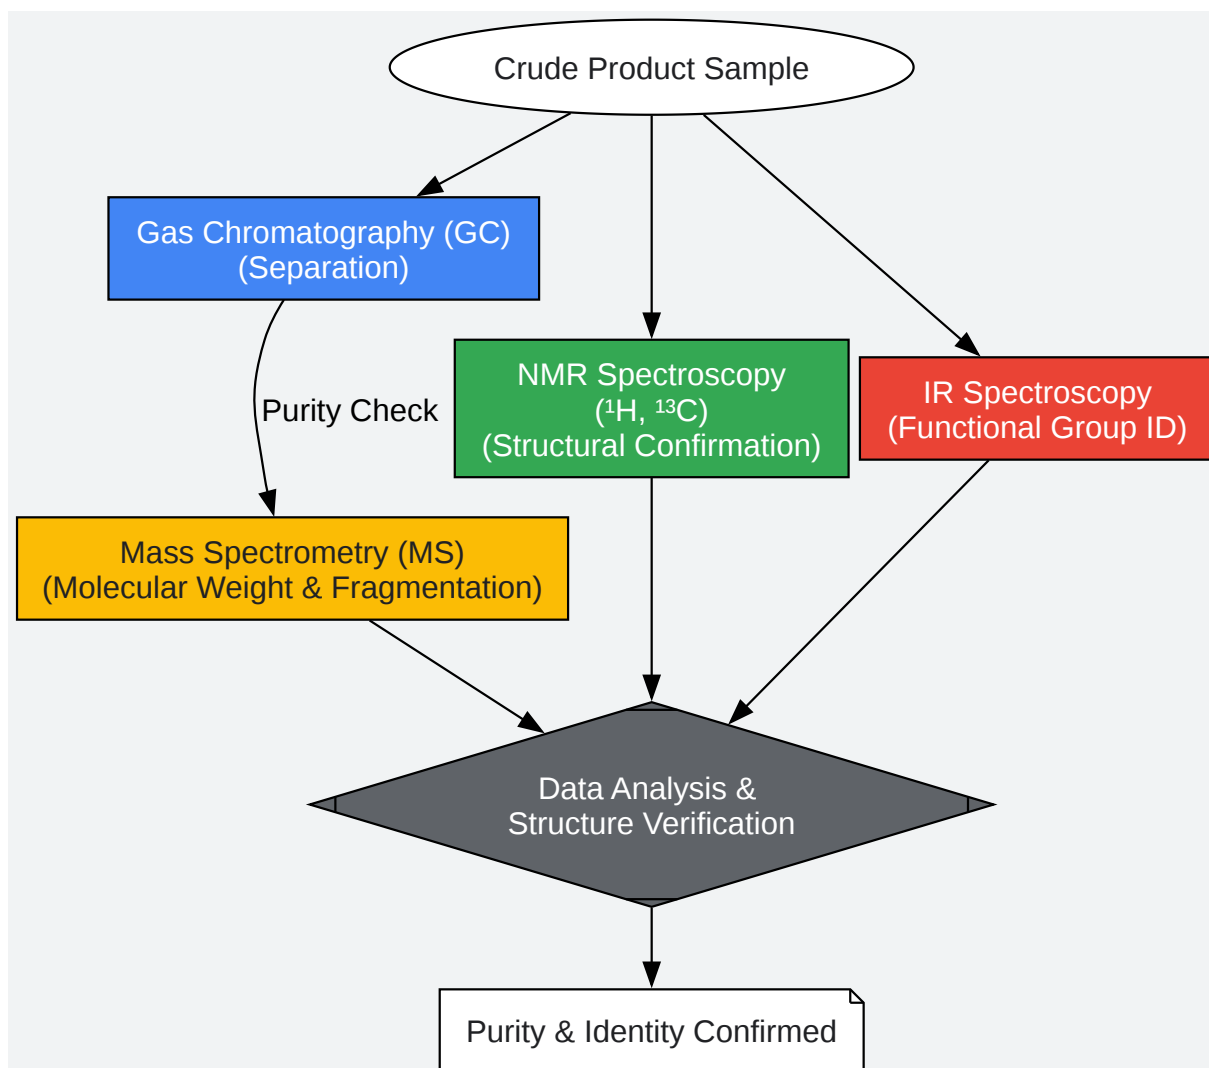 Crude Product Sample
Gas Chromatography (GC)
(Separation)
NMR Spectroscopy
(¹H, ¹³C)
(Structural Confirmation)
IR Spectroscopy
(Functional Group ID)
Purity Check
Mass Spectrometry (MS)
(Molecular Weight & Fragmentation)
Data Analysis &
Structure Verification
Purity & Identity Confirmed